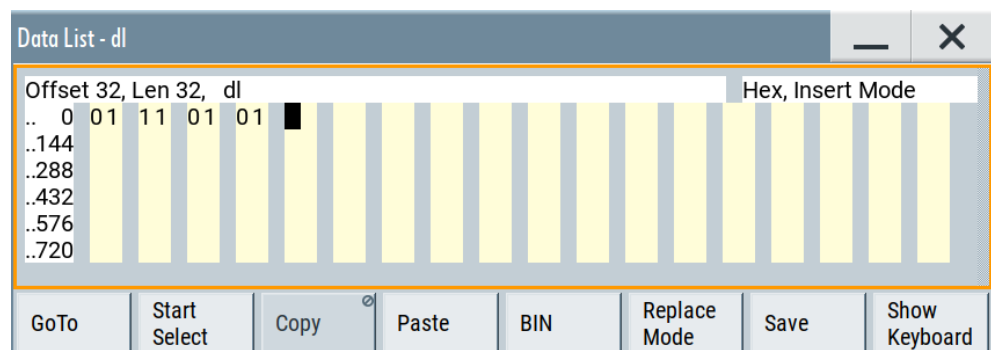 Data List - dl
Offset 32, Len 32, dl Hex, Insert Mode
.. 0 01 11 01 01
..144
..288
..432
..576
..720
GoTo Start Select Copy Paste BIN Replace Mode Save Show Keyboard